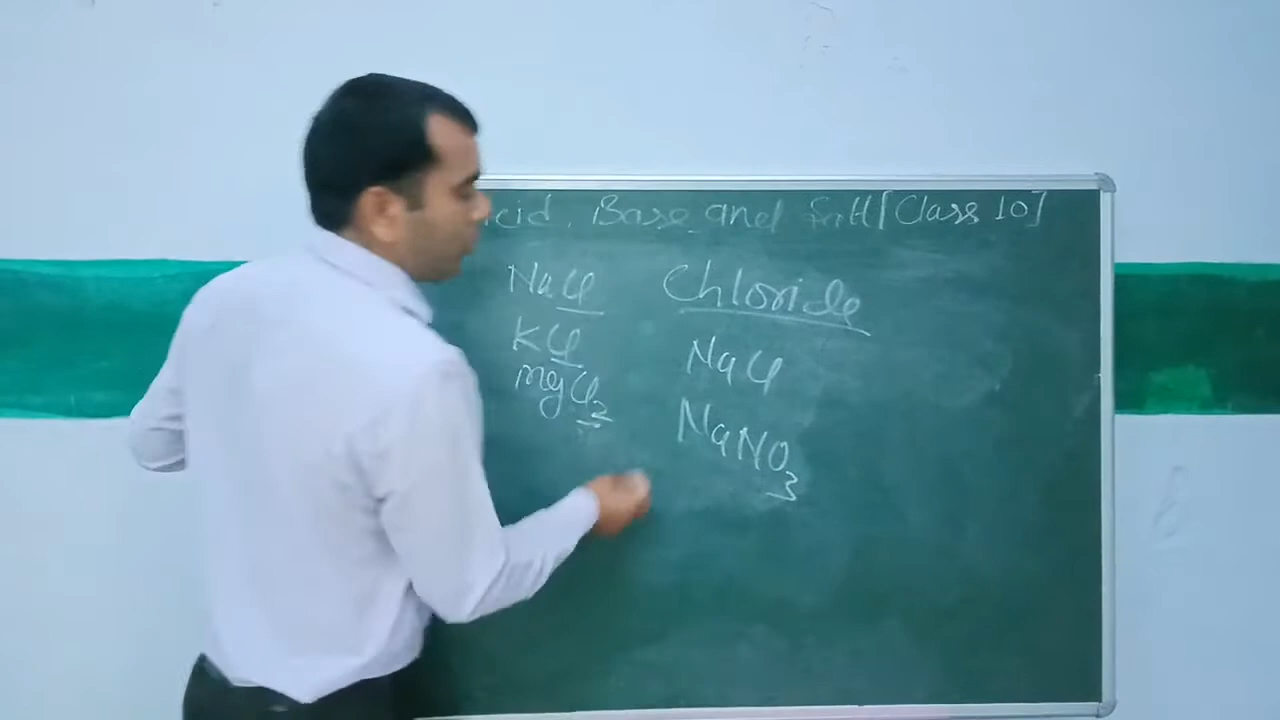 cid, Base and Salt [Class 10]
NaCl
KCl
MgCl2
Chloride
NaCl
NaNO3